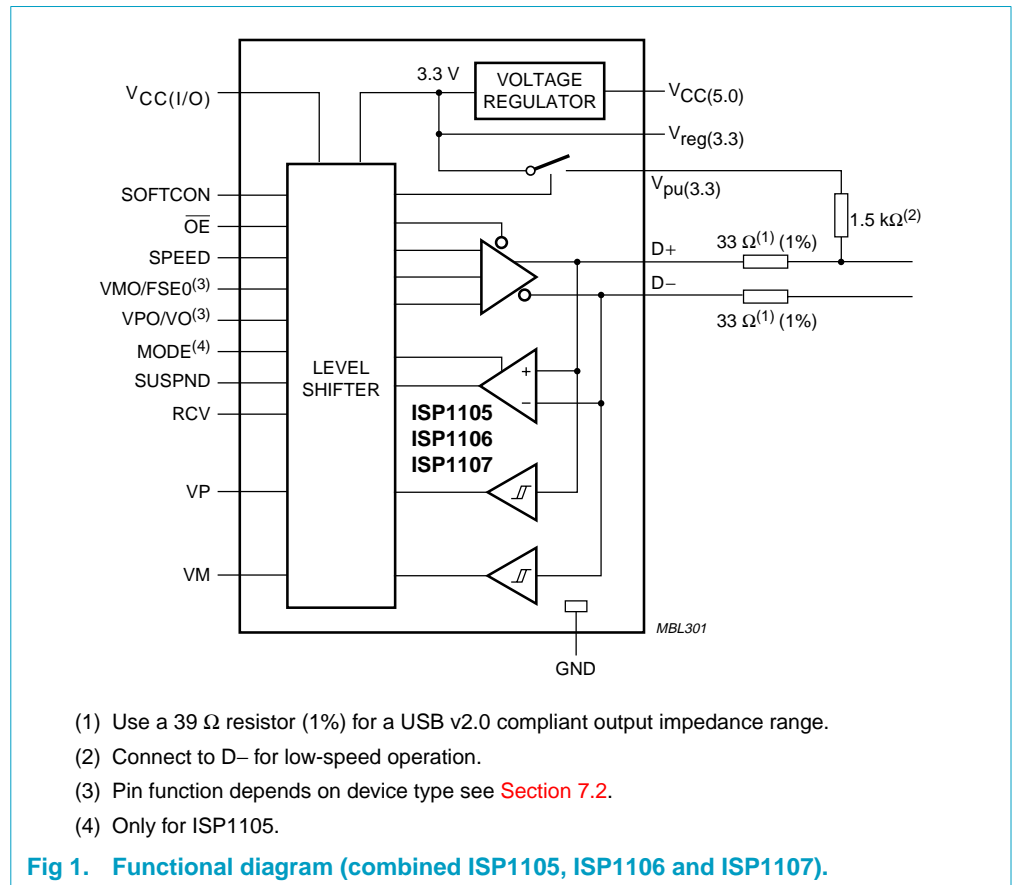 3.3 V
VOLTAGE
REGULATOR
VCC(I/O)
VCC(5.0)
Vreg(3.3)
Vpu(3.3)
SOFTCON
OE
SPEED
VMO/FSE0(3)
VPO/VO(3)
MODE(4)
SUSPND
RCV
VP
VM
LEVEL
SHIFTER
1.5 kΩ(2)
D+
33 Ω(1) (1%)
D−
33 Ω(1) (1%)
+
−
ISP1105
ISP1106
ISP1107
MBL301
GND
(1) Use a 39 Ω resistor (1%) for a USB v2.0 compliant output impedance range.
(2) Connect to D− for low-speed operation.
(3) Pin function depends on device type see Section 7.2.
(4) Only for ISP1105.
Fig 1. Functional diagram (combined ISP1105, ISP1106 and ISP1107).